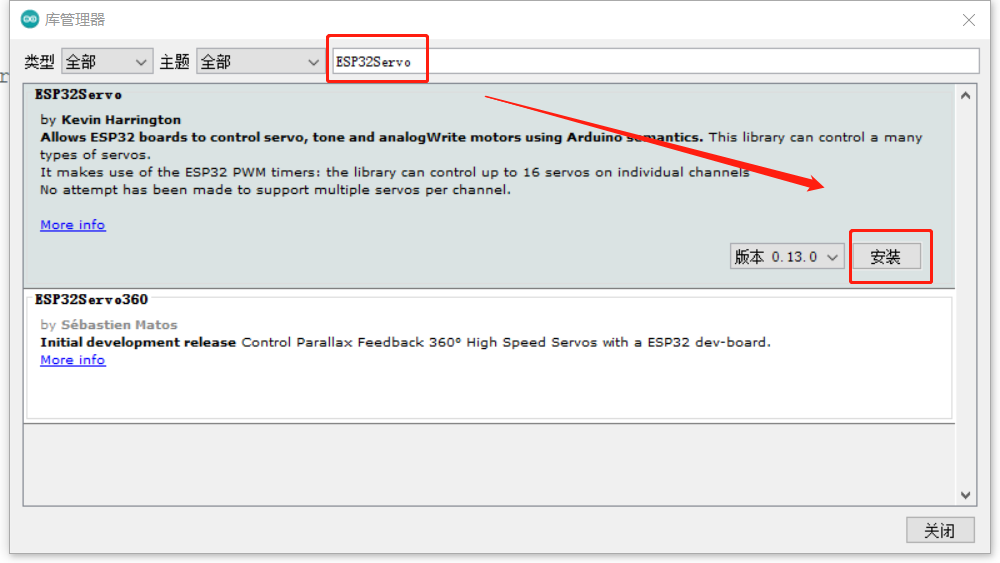 库管理器
类型 全部 主题 全部 ESP32Servo
r
ESP32Servo
by Kevin Harrington
Allows ESP32 boards to control servo, tone and analogWrite motors using Arduino semantics. This library can control a many
types of servos.
It makes use of the ESP32 PWM timers: the library can control up to 16 servos on individual channels
No attempt has been made to support multiple servos per channel.
More info
版本 0.13.0 安装
ESP32Servo360
by Sébastien Matos
Initial development release Control Parallax Feedback 360° High Speed Servos with a ESP32 dev-board.
More info
关闭